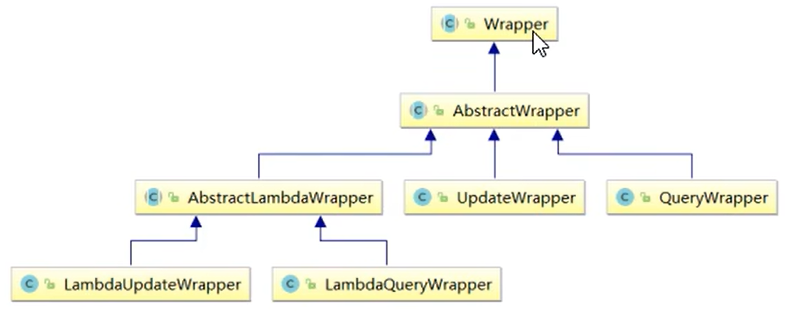 Wrapper
AbstractWrapper
AbstractLambdaWrapper
UpdateWrapper
QueryWrapper
LambdaUpdateWrapper
LambdaQueryWrapper